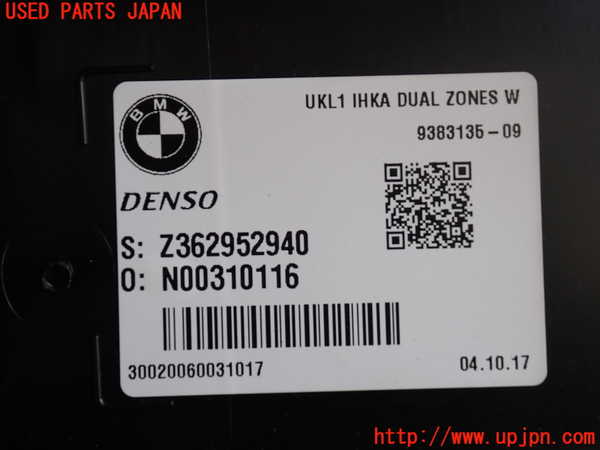 USED PARTS JAPAN
BMW
UKL1 IHKA DUAL ZONES W
9383135-09
DENSO
S: Z362952940
O: N00310116
30020060031017
04.10.17
http://www.upjpn.com/